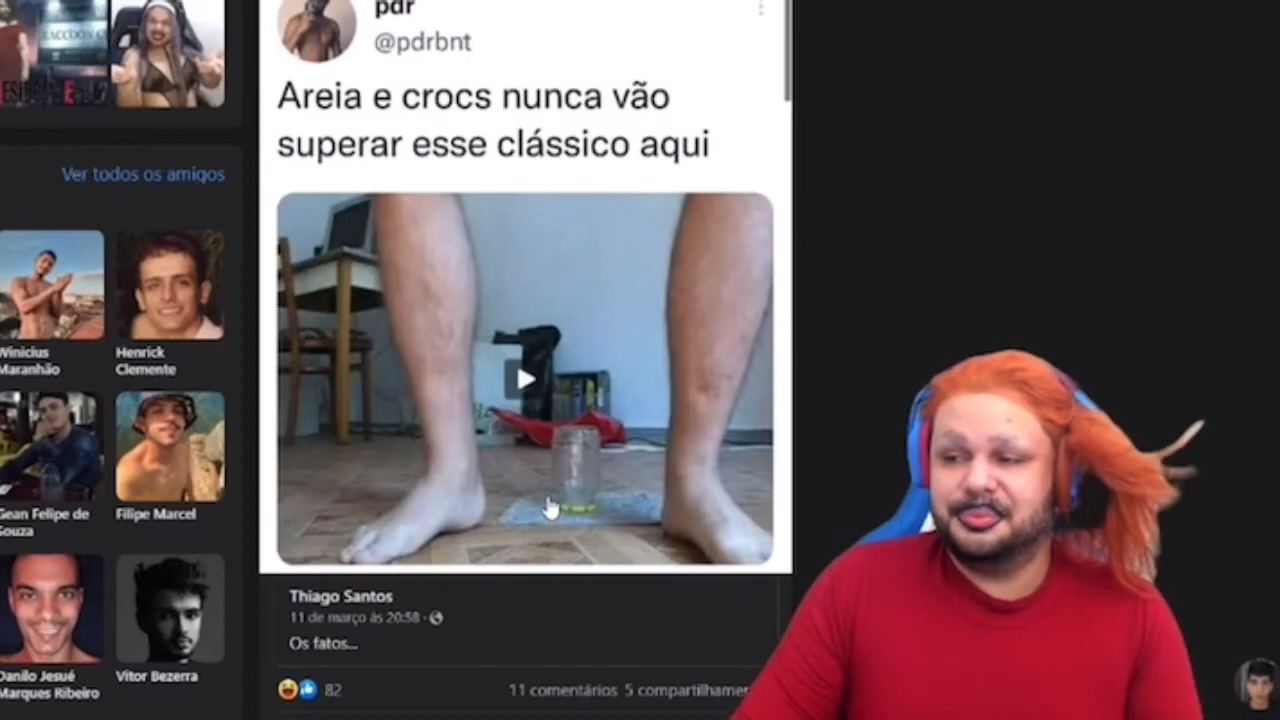 RACCOON C
pdr
@pdrbnt
Areia e crocs nunca vão
superar esse clássico aqui
Ver todos os amigos
Winicius
Maranhão
Henrick
Clemente
Gean Felipe de
Souza
Filipe Marcel
Danilo Jesué
Marques Ribeiro
Vitor Bezerra
Thiago Santos
11 de março às 20:58 ·
Os fatos...
82
11 comentários 5 compartilhamen